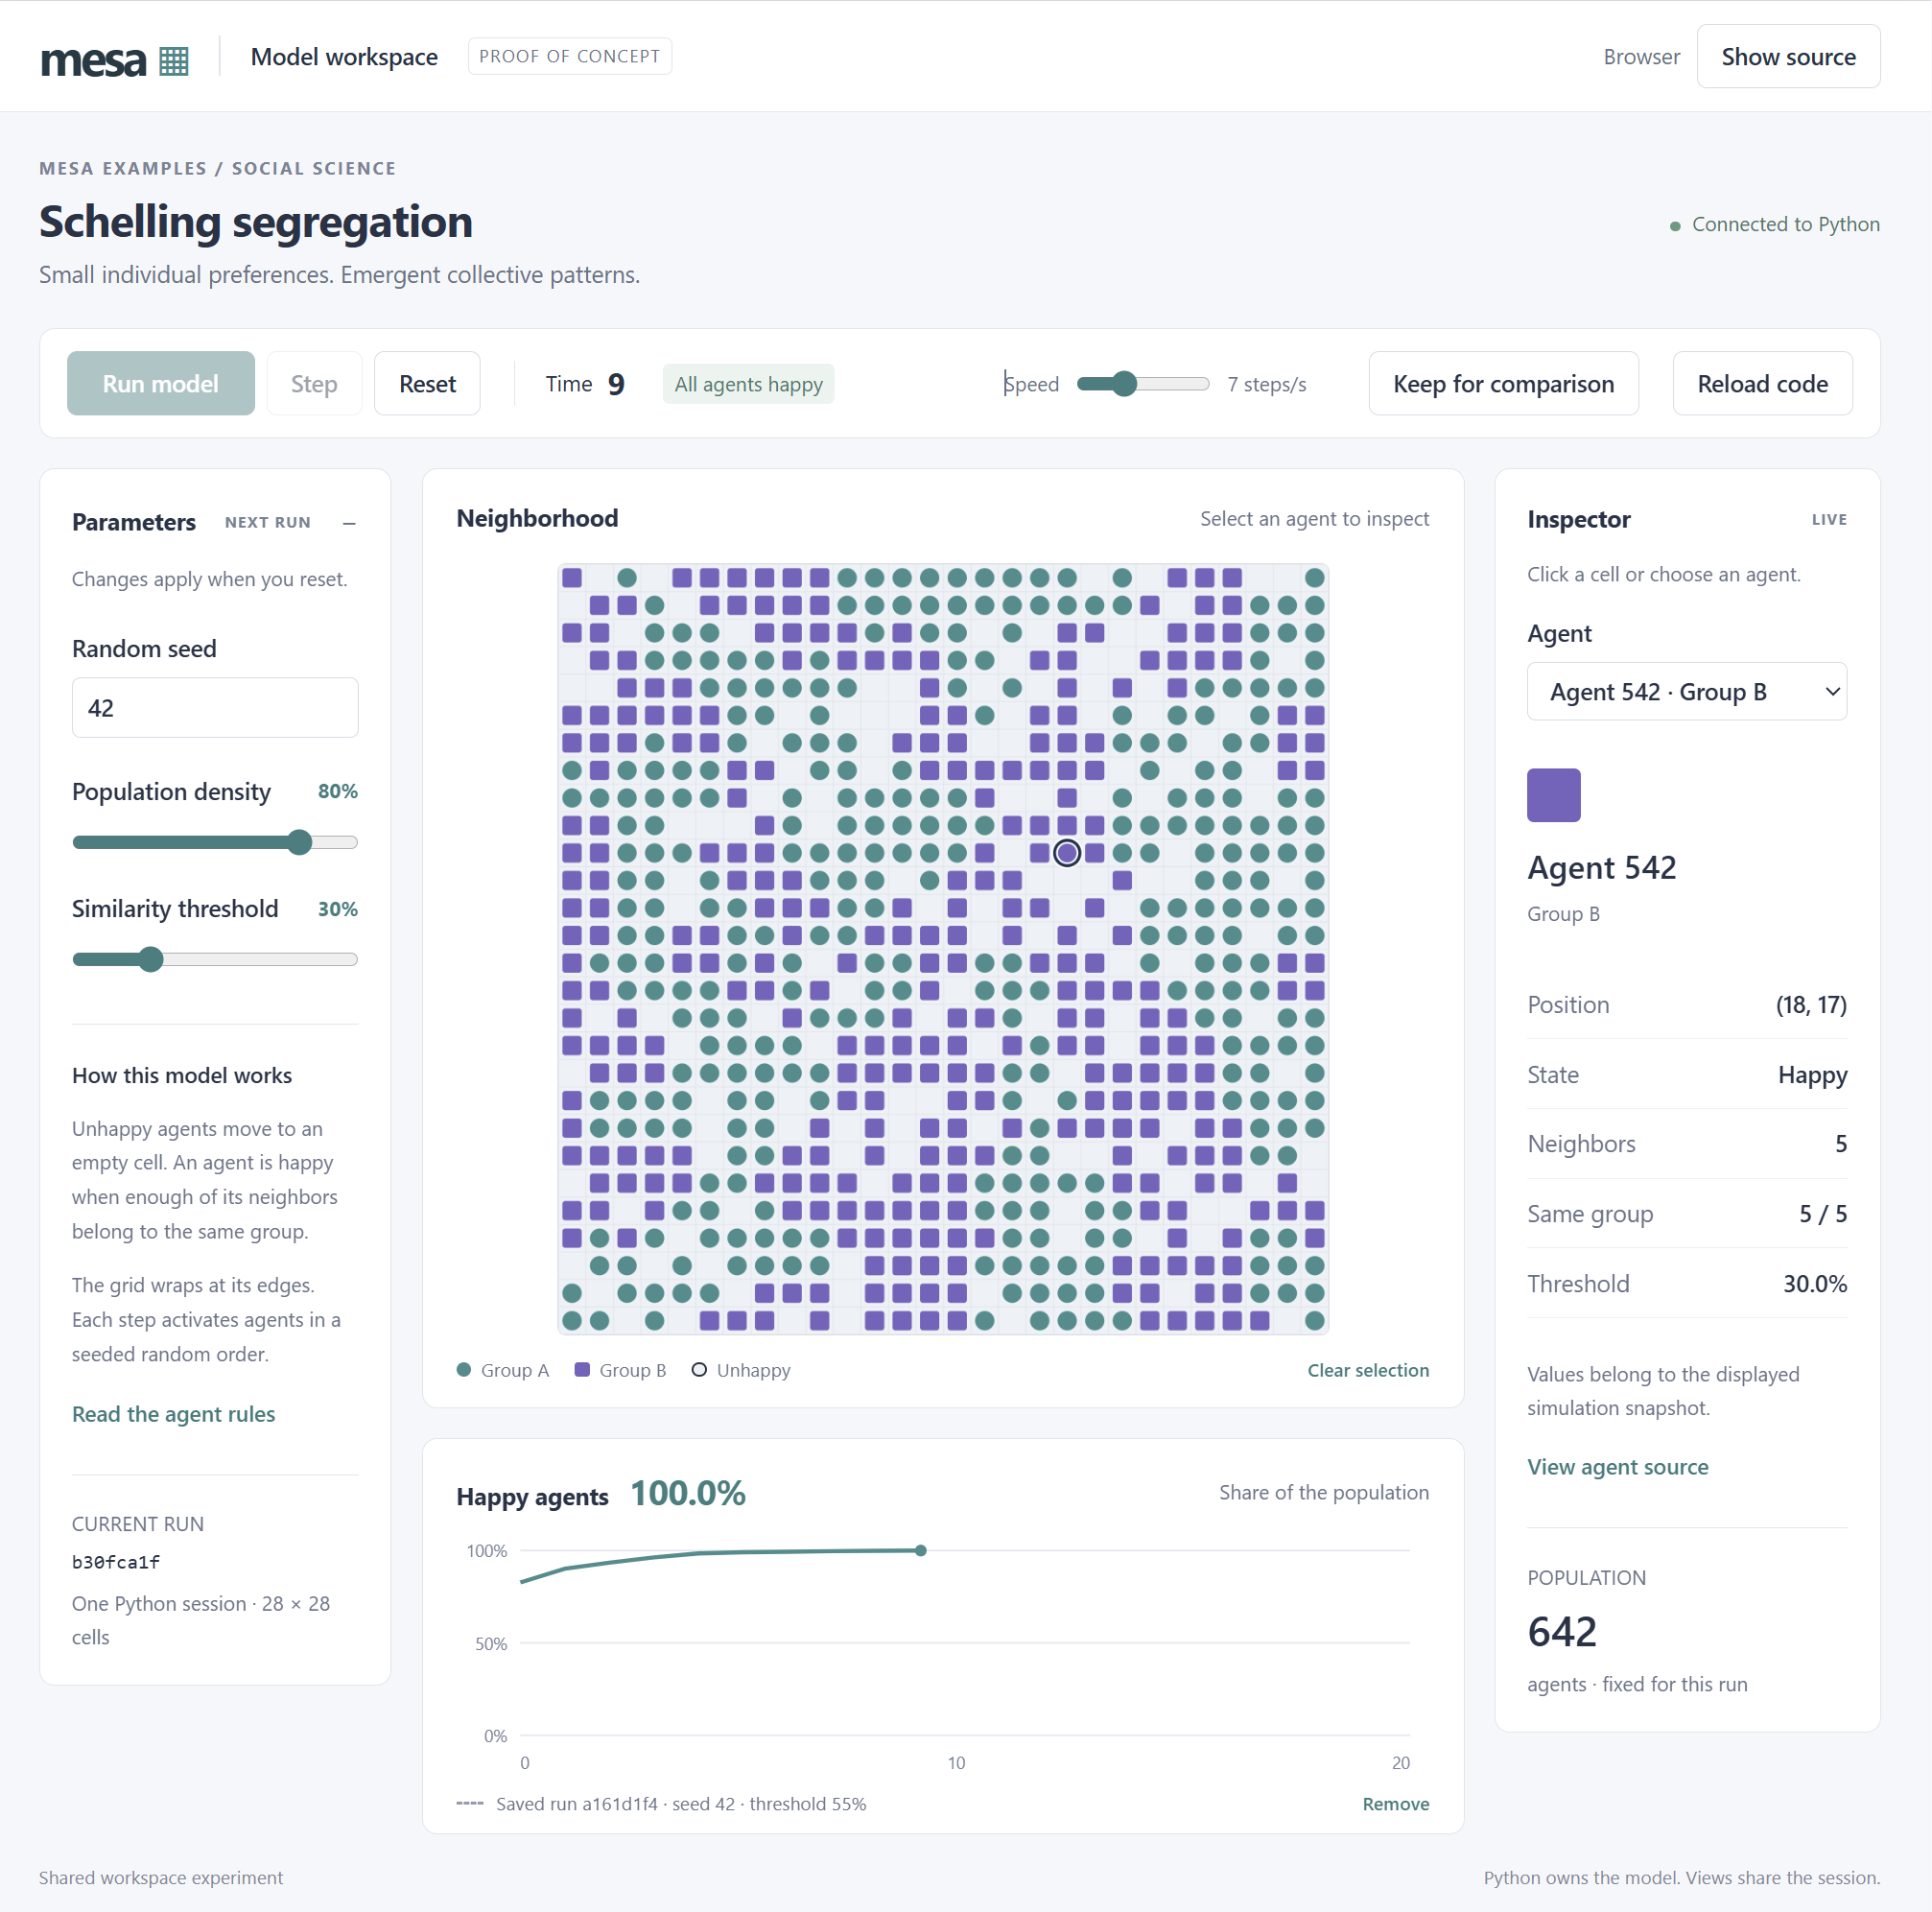 mesa
Model workspace
PROOF OF CONCEPT
Browser
Show source
MESA EXAMPLES / SOCIAL SCIENCE
Schelling segregation
Connected to Python
Small individual preferences. Emergent collective patterns.
Run model
Step
Reset
Time 9
All agents happy
Speed
7 steps/s
Keep for comparison
Reload code
Parameters
NEXT RUN
–
Changes apply when you reset.
Random seed
42
Population density 80%
Similarity threshold 30%
How this model works
Unhappy agents move to an
empty cell. An agent is happy
when enough of its neighbors
belong to the same group.
The grid wraps at its edges.
Each step activates agents in a
seeded random order.
Read the agent rules
CURRENT RUN
b30fca1f
One Python session · 28 × 28
cells
Neighborhood
Select an agent to inspect
Group A
Group B
Unhappy
Clear selection
Happy agents 100.0%
Share of the population
100%
50%
0%
0
10
20
Saved run a161d1f4 · seed 42 · threshold 55%
Remove
Inspector
LIVE
Click a cell or choose an agent.
Agent
Agent 542 · Group B
Agent 542
Group B
Position (18, 17)
State Happy
Neighbors 5
Same group 5 / 5
Threshold 30.0%
Values belong to the displayed
simulation snapshot.
View agent source
POPULATION
642
agents · fixed for this run
Shared workspace experiment
Python owns the model. Views share the session.